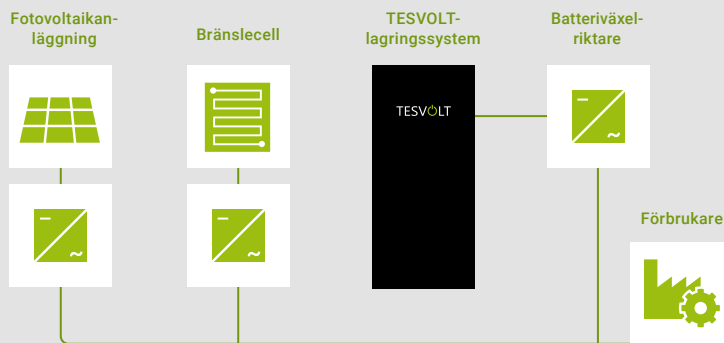 Fotovoltaikan-
läggning
Bränslecell
TESVOLT-
lagringssystem
Batteriväxel-
riktare
TESVOLT
Förbrukare